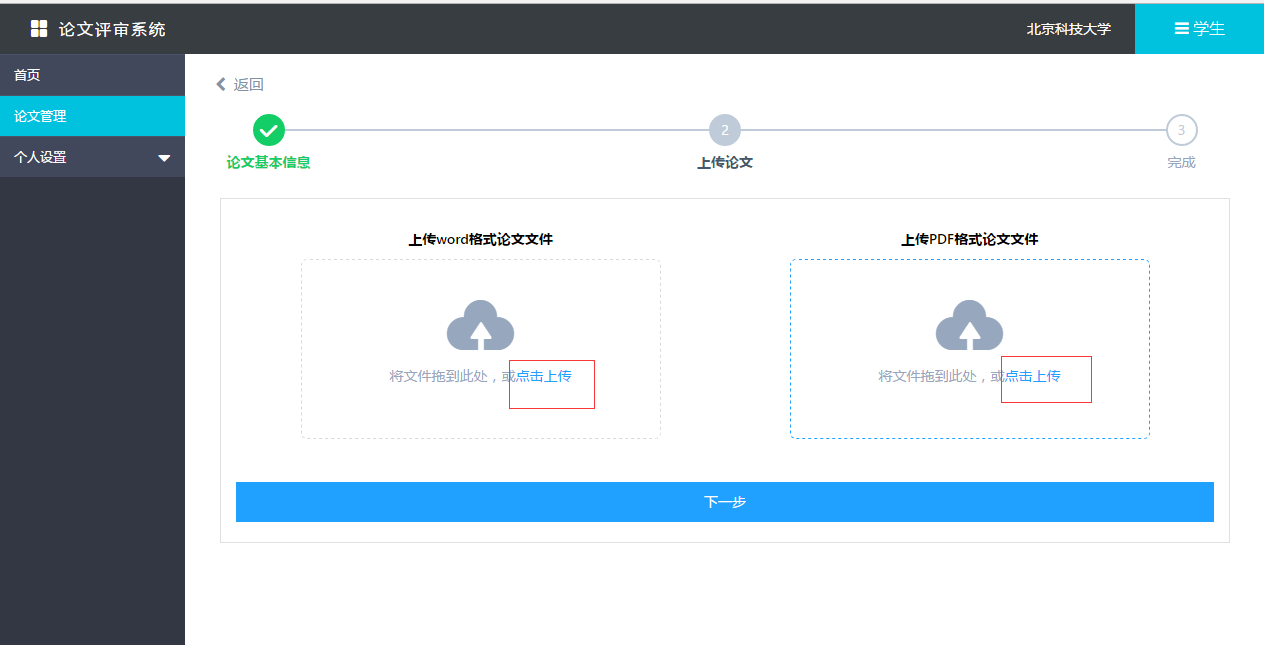 论文评审系统
北京科技大学
学生
首页
论文管理
个人设置
返回
2
3
论文基本信息
上传论文
完成
上传word格式论文文件
上传PDF格式论文文件
将文件拖到此处，或点击上传
将文件拖到此处，或点击上传
下一步